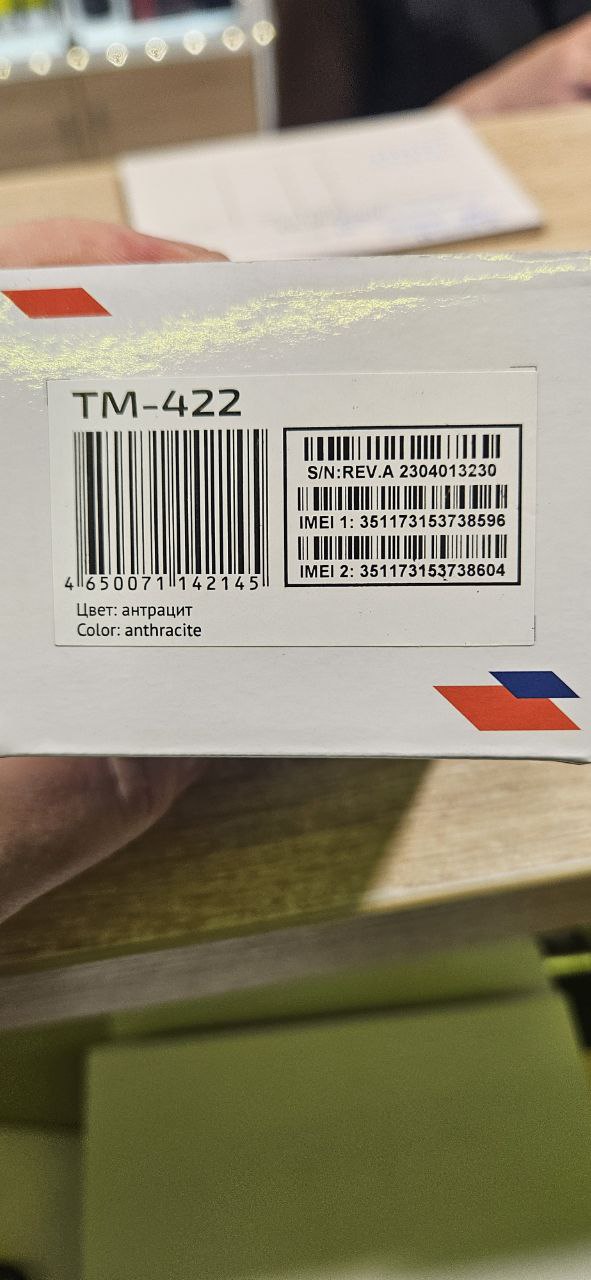 TM-422
4 650071 142145
S/N:REV.A 2304013230
IMEI 1: 351173153738596
IMEI 2: 351173153738604
Цвет: антрацит
Color: anthracite